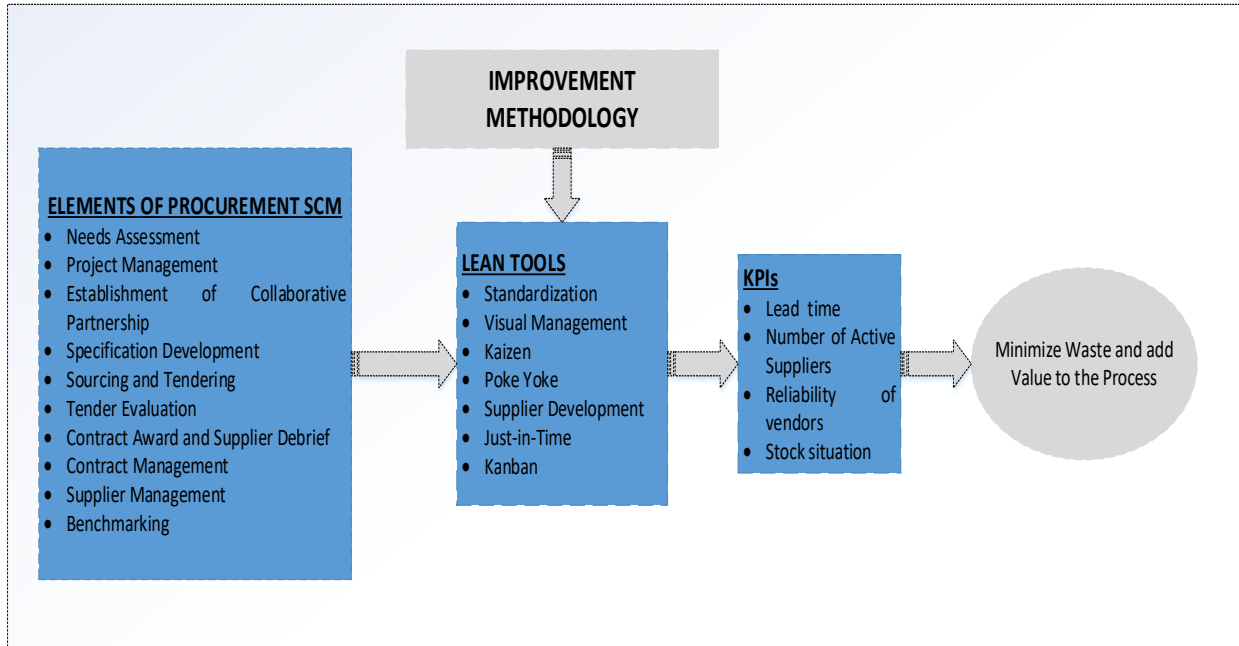 IMPROVEMENT
METHODOLOGY
ELEMENTS OF PROCUREMENT SCM
• Needs Assessment
• Project Management
• Establishment of Collaborative
Partnership
• Specification Development
• Sourcing and Tendering
• Tender Evaluation
• Contract Award and Supplier Debrief
• Contract Management
• Supplier Management
• Benchmarking
LEAN TOOLS
• Standardization
• Visual Management
• Kaizen
• Poke Yoke
• Supplier Development
• Just-in-Time
• Kanban
KPIs
• Lead time
• Number of Active
Suppliers
• Reliability of
vendors
• Stock situation
Minimize Waste and add
Value to the Process